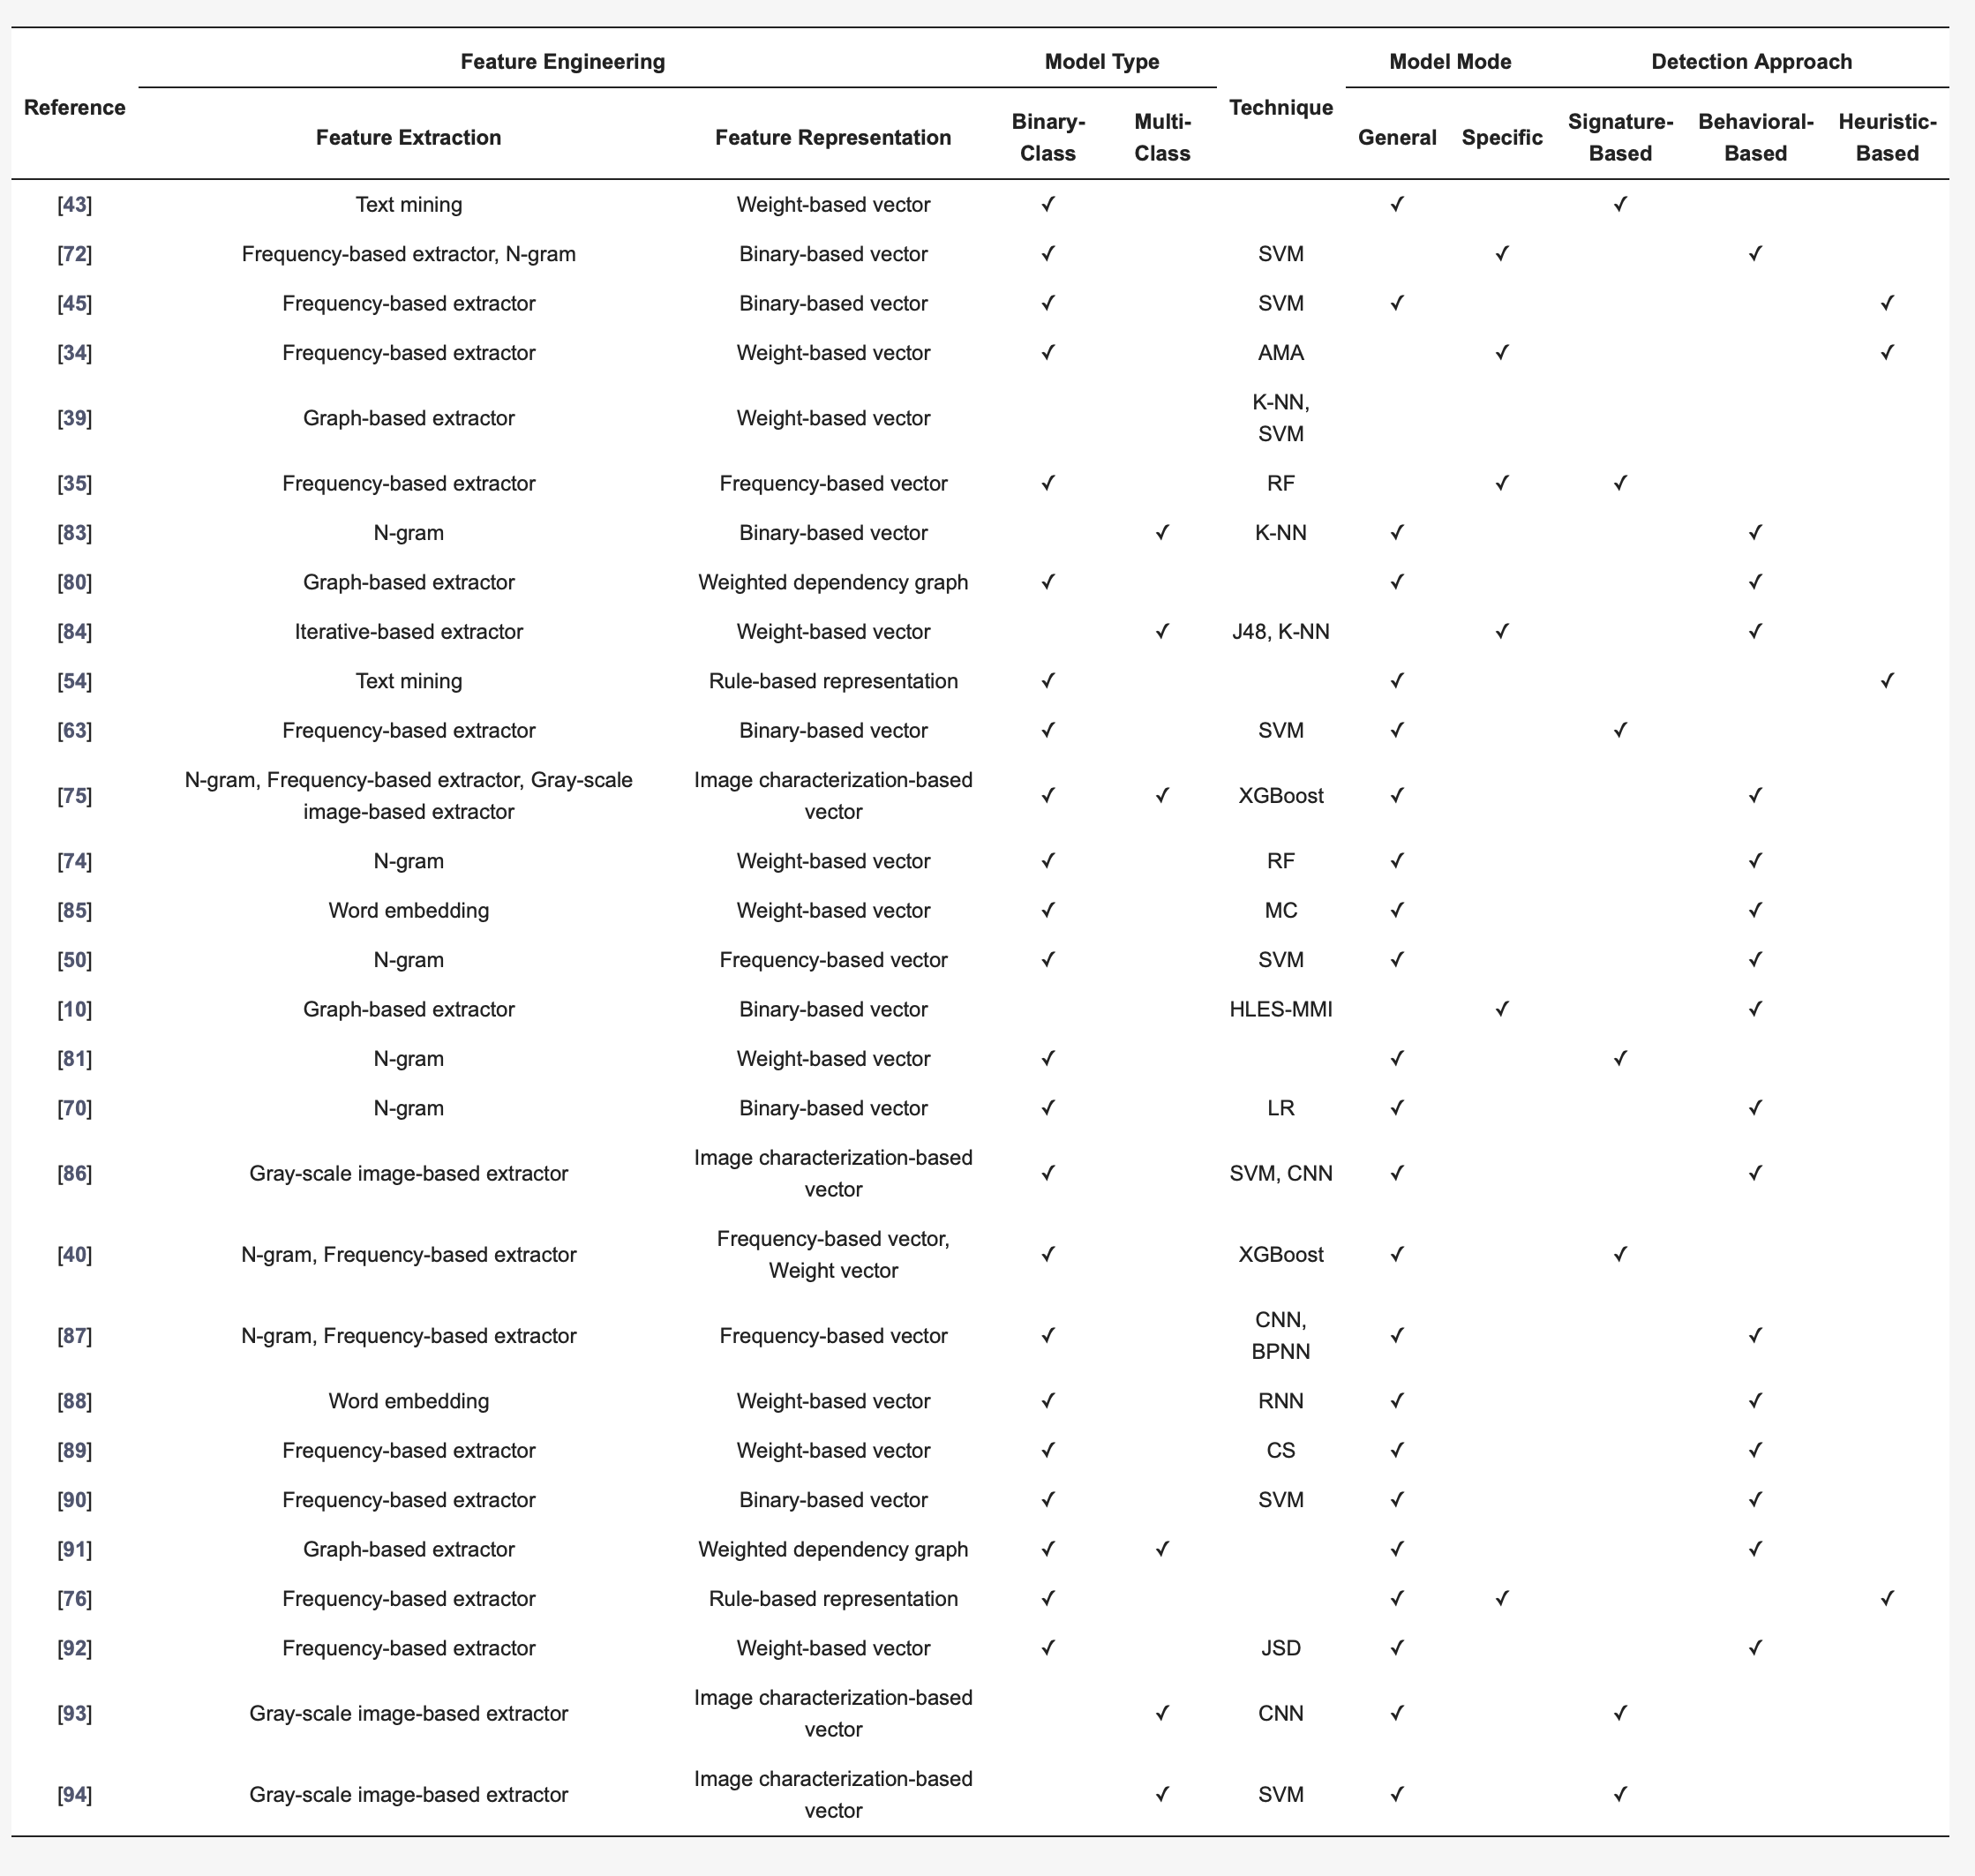 Feature Engineering Model Type Model Mode Detection Approach
Reference Technique
Feature Extraction Feature Representation Binary- Multi- General Specific Signature- Behavioral- Heuristic-
Class Class Based Based Based
[43] Text mining Weight-based vector ✓ ✓ ✓
[72] Frequency-based extractor, N-gram Binary-based vector ✓ SVM ✓ ✓
[45] Frequency-based extractor Binary-based vector ✓ SVM ✓ ✓
[34] Frequency-based extractor Weight-based vector ✓ AMA ✓ ✓
[39] Graph-based extractor Weight-based vector K-NN,
SVM
[35] Frequency-based extractor Frequency-based vector ✓ RF ✓ ✓
[83] N-gram Binary-based vector ✓ K-NN ✓ ✓
[80] Graph-based extractor Weighted dependency graph ✓ ✓ ✓
[84] Iterative-based extractor Weight-based vector ✓ J48, K-NN ✓ ✓
[54] Text mining Rule-based representation ✓ ✓ ✓
[63] Frequency-based extractor Binary-based vector ✓ SVM ✓ ✓
[75] N-gram, Frequency-based extractor, Gray-scale Image characterization-based ✓ ✓ XGBoost ✓ ✓
image-based extractor vector
[74] N-gram Weight-based vector ✓ RF ✓ ✓
[85] Word embedding Weight-based vector ✓ MC ✓ ✓
[50] N-gram Frequency-based vector ✓ SVM ✓ ✓
[10] Graph-based extractor Binary-based vector HLES-MMI ✓ ✓
[81] N-gram Weight-based vector ✓ ✓ ✓
[70] N-gram Binary-based vector ✓ LR ✓ ✓
[86] Gray-scale image-based extractor Image characterization-based ✓ SVM, CNN ✓ ✓
vector
[40] N-gram, Frequency-based extractor Frequency-based vector, ✓ XGBoost ✓ ✓
Weight vector
[87] N-gram, Frequency-based extractor Frequency-based vector ✓ CNN, ✓ ✓
BPNN
[88] Word embedding Weight-based vector ✓ RNN ✓ ✓
[89] Frequency-based extractor Weight-based vector ✓ CS ✓ ✓
[90] Frequency-based extractor Binary-based vector ✓ SVM ✓ ✓
[91] Graph-based extractor Weighted dependency graph ✓ ✓ ✓ ✓
[76] Frequency-based extractor Rule-based representation ✓ ✓ ✓ ✓
[92] Frequency-based extractor Weight-based vector ✓ JSD ✓ ✓
[93] Gray-scale image-based extractor Image characterization-based ✓ CNN ✓ ✓
vector
[94] Gray-scale image-based extractor Image characterization-based ✓ SVM ✓ ✓
vector